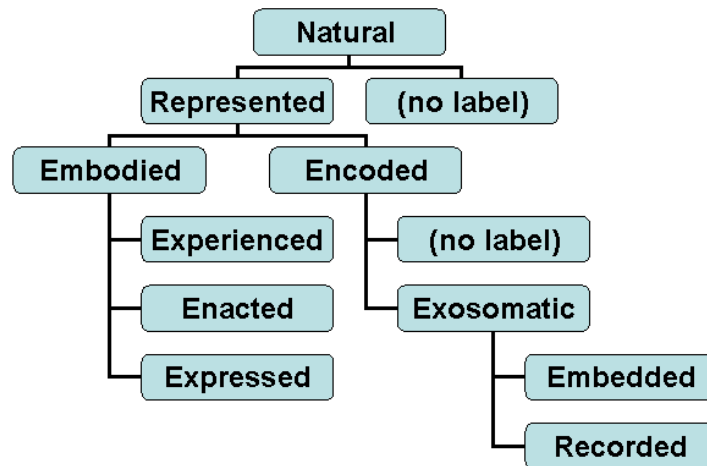 Natural
Represented
(no label)
Embodied
Encoded
Experienced
(no label)
Enacted
Exosomatic
Expressed
Embedded
Recorded